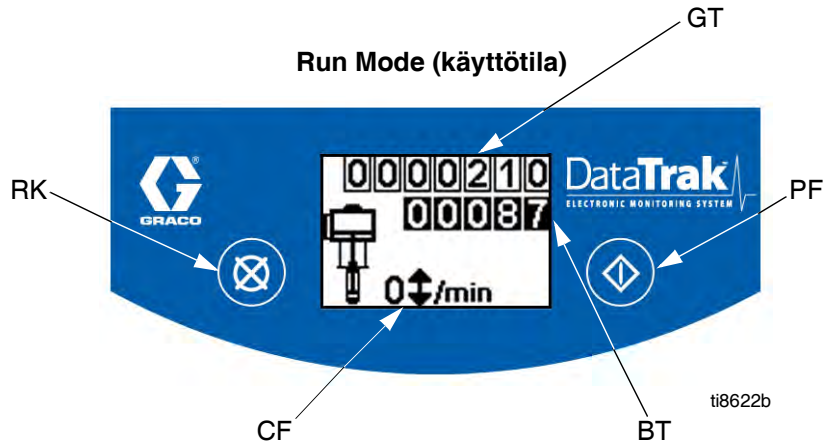 GT
Run Mode (käyttötila)
0000210
DataTrak
ELECTRONIC MONITORING SYSTEM
00087
GRACO
RK
PF
0 /min
ti8622b
CF
BT